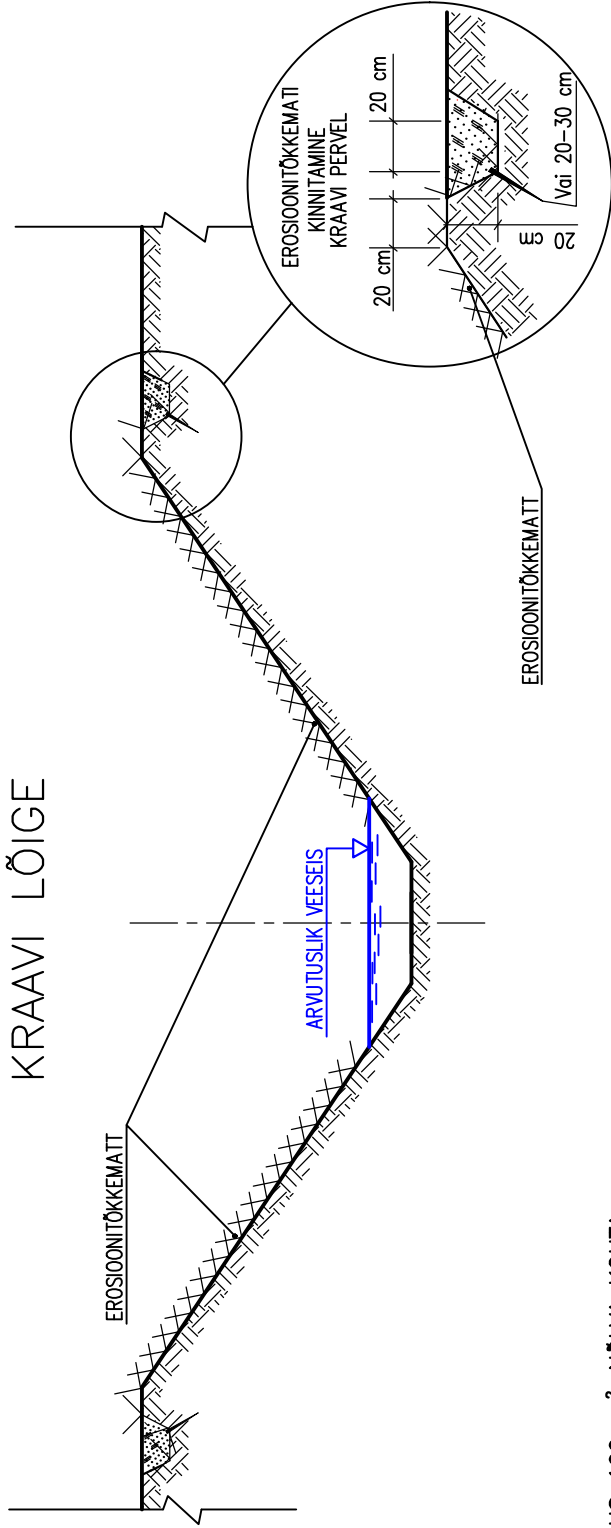 KRAAVI LÕIGE
EROSIOONITÕKKEMATT
ARVUTUSLIK VEESEIS
EROSIOONITÕKKEMATT
EROSIOONITÕKKEMATI
KINNITAMINE
KRAAVI PERVEL
20 cm
20 cm
20 cm
Vai 20-30 cm